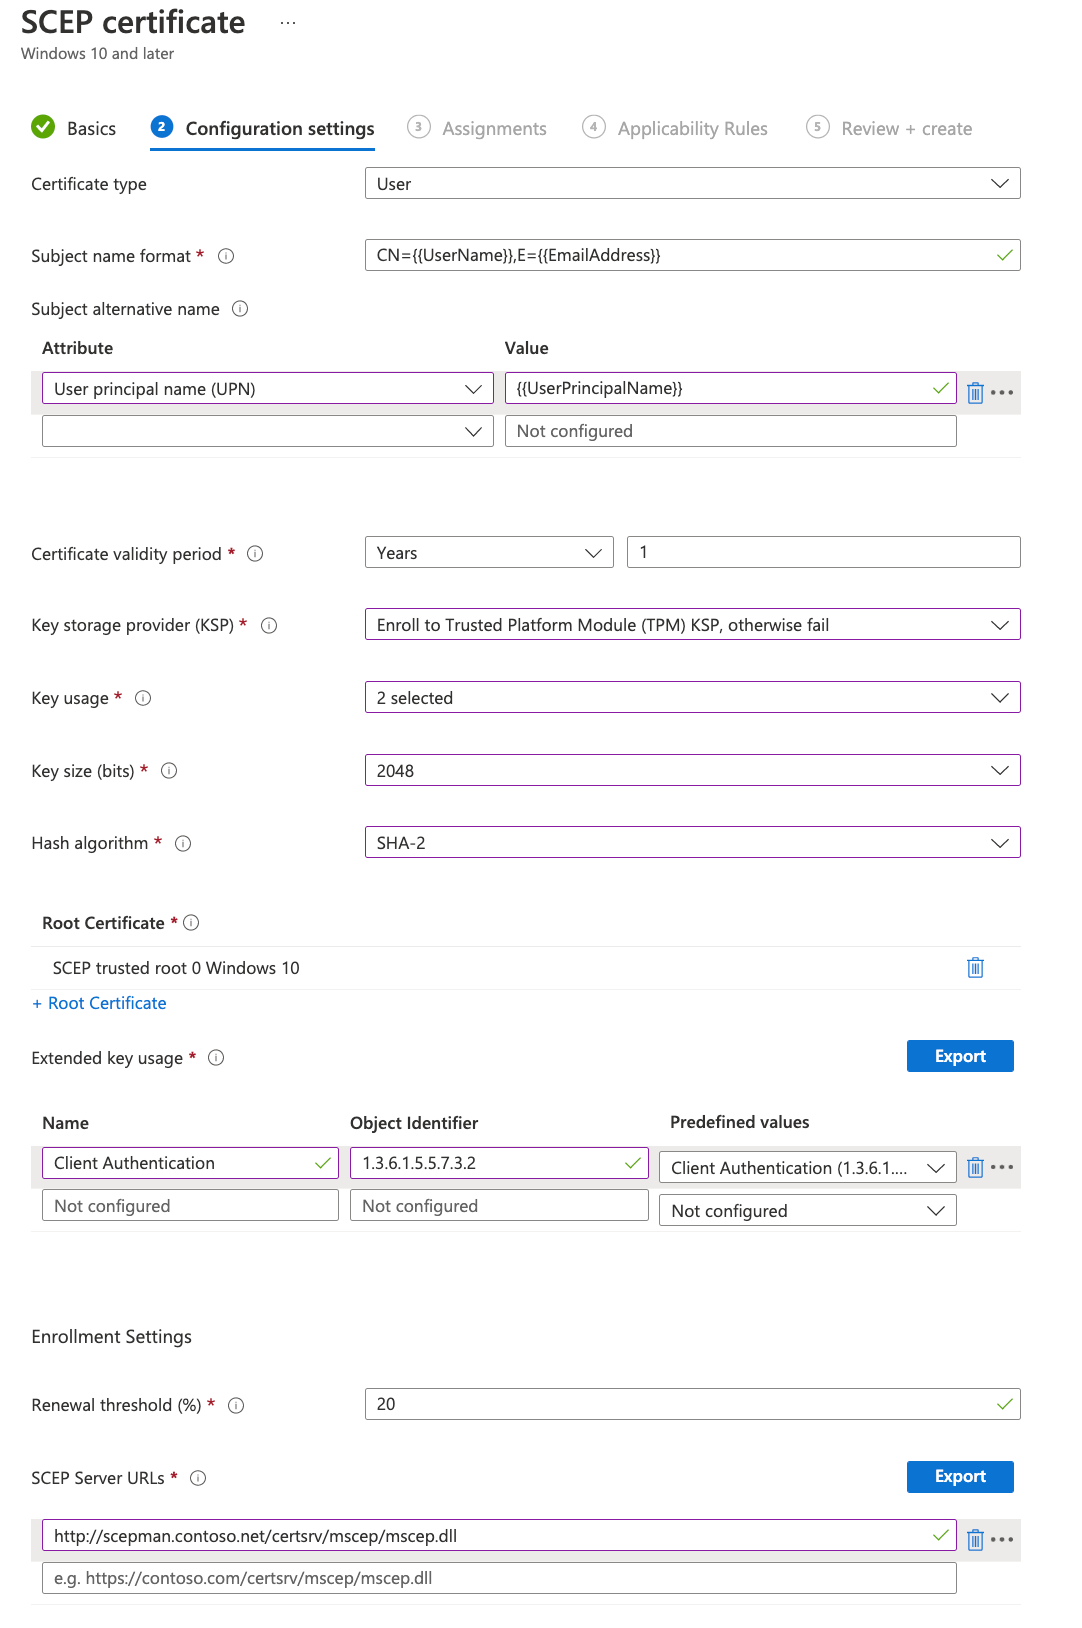 SCEP certificate ...
Windows 10 and later
Basics 2 Configuration settings 3 Assignments 4 Applicability Rules 5 Review + create
Certificate type User
Subject name format * CN={{UserName}},E={{EmailAddress}}
Subject alternative name
Attribute Value
User principal name (UPN) {{UserPrincipalName}}
Not configured
Certificate validity period * Years 1
Key storage provider (KSP) * Enroll to Trusted Platform Module (TPM) KSP, otherwise fail
Key usage * 2 selected
Key size (bits) * 2048
Hash algorithm * SHA-2
Root Certificate *
SCEP trusted root 0 Windows 10
+ Root Certificate
Extended key usage * Export
Name Object Identifier Predefined values
Client Authentication 1.3.6.1.5.5.7.3.2 Client Authentication (1.3.6.1....
Not configured Not configured Not configured
Enrollment Settings
Renewal threshold (%) * 20
SCEP Server URLs * Export
http://scepman.contoso.net/certsrv/mscep/mscep.dll
e.g. https://contoso.com/certsrv/mscep/mscep.dll